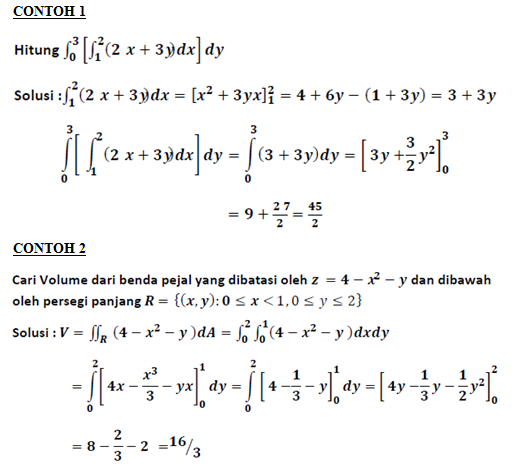 CONTOH 1
Hitung ∫₀³ [∫₁²(2 x + 3y)dx] dy
Solusi : ∫₁²(2 x + 3y)dx = [x² + 3yx]₁² = 4 + 6y − (1 + 3y) = 3 + 3y
∫₀³ [∫₁² (2 x + 3y)dx] dy = ∫₀³ (3 + 3y)dy = [3y + 3/2 y²]₀³
= 9 + 27/2 = 45/2
CONTOH 2
Cari Volume dari benda pejal yang dibatasi oleh z = 4 − x² − y dan dibawah
oleh persegi panjang R = {(x, y): 0 ≤ x < 1, 0 ≤ y ≤ 2}
Solusi : V = ∬_R (4 − x² − y )dA = ∫₀² ∫₀¹(4 − x² − y )dxdy
= ∫₀² [4x − x³/3 − yx]₀¹ dy = ∫₀² [4 − 1/3 − y]₀¹ dy = [4y − 1/3 y − 1/2 y²]₀²
= 8 − 2/3 − 2 = 16/3